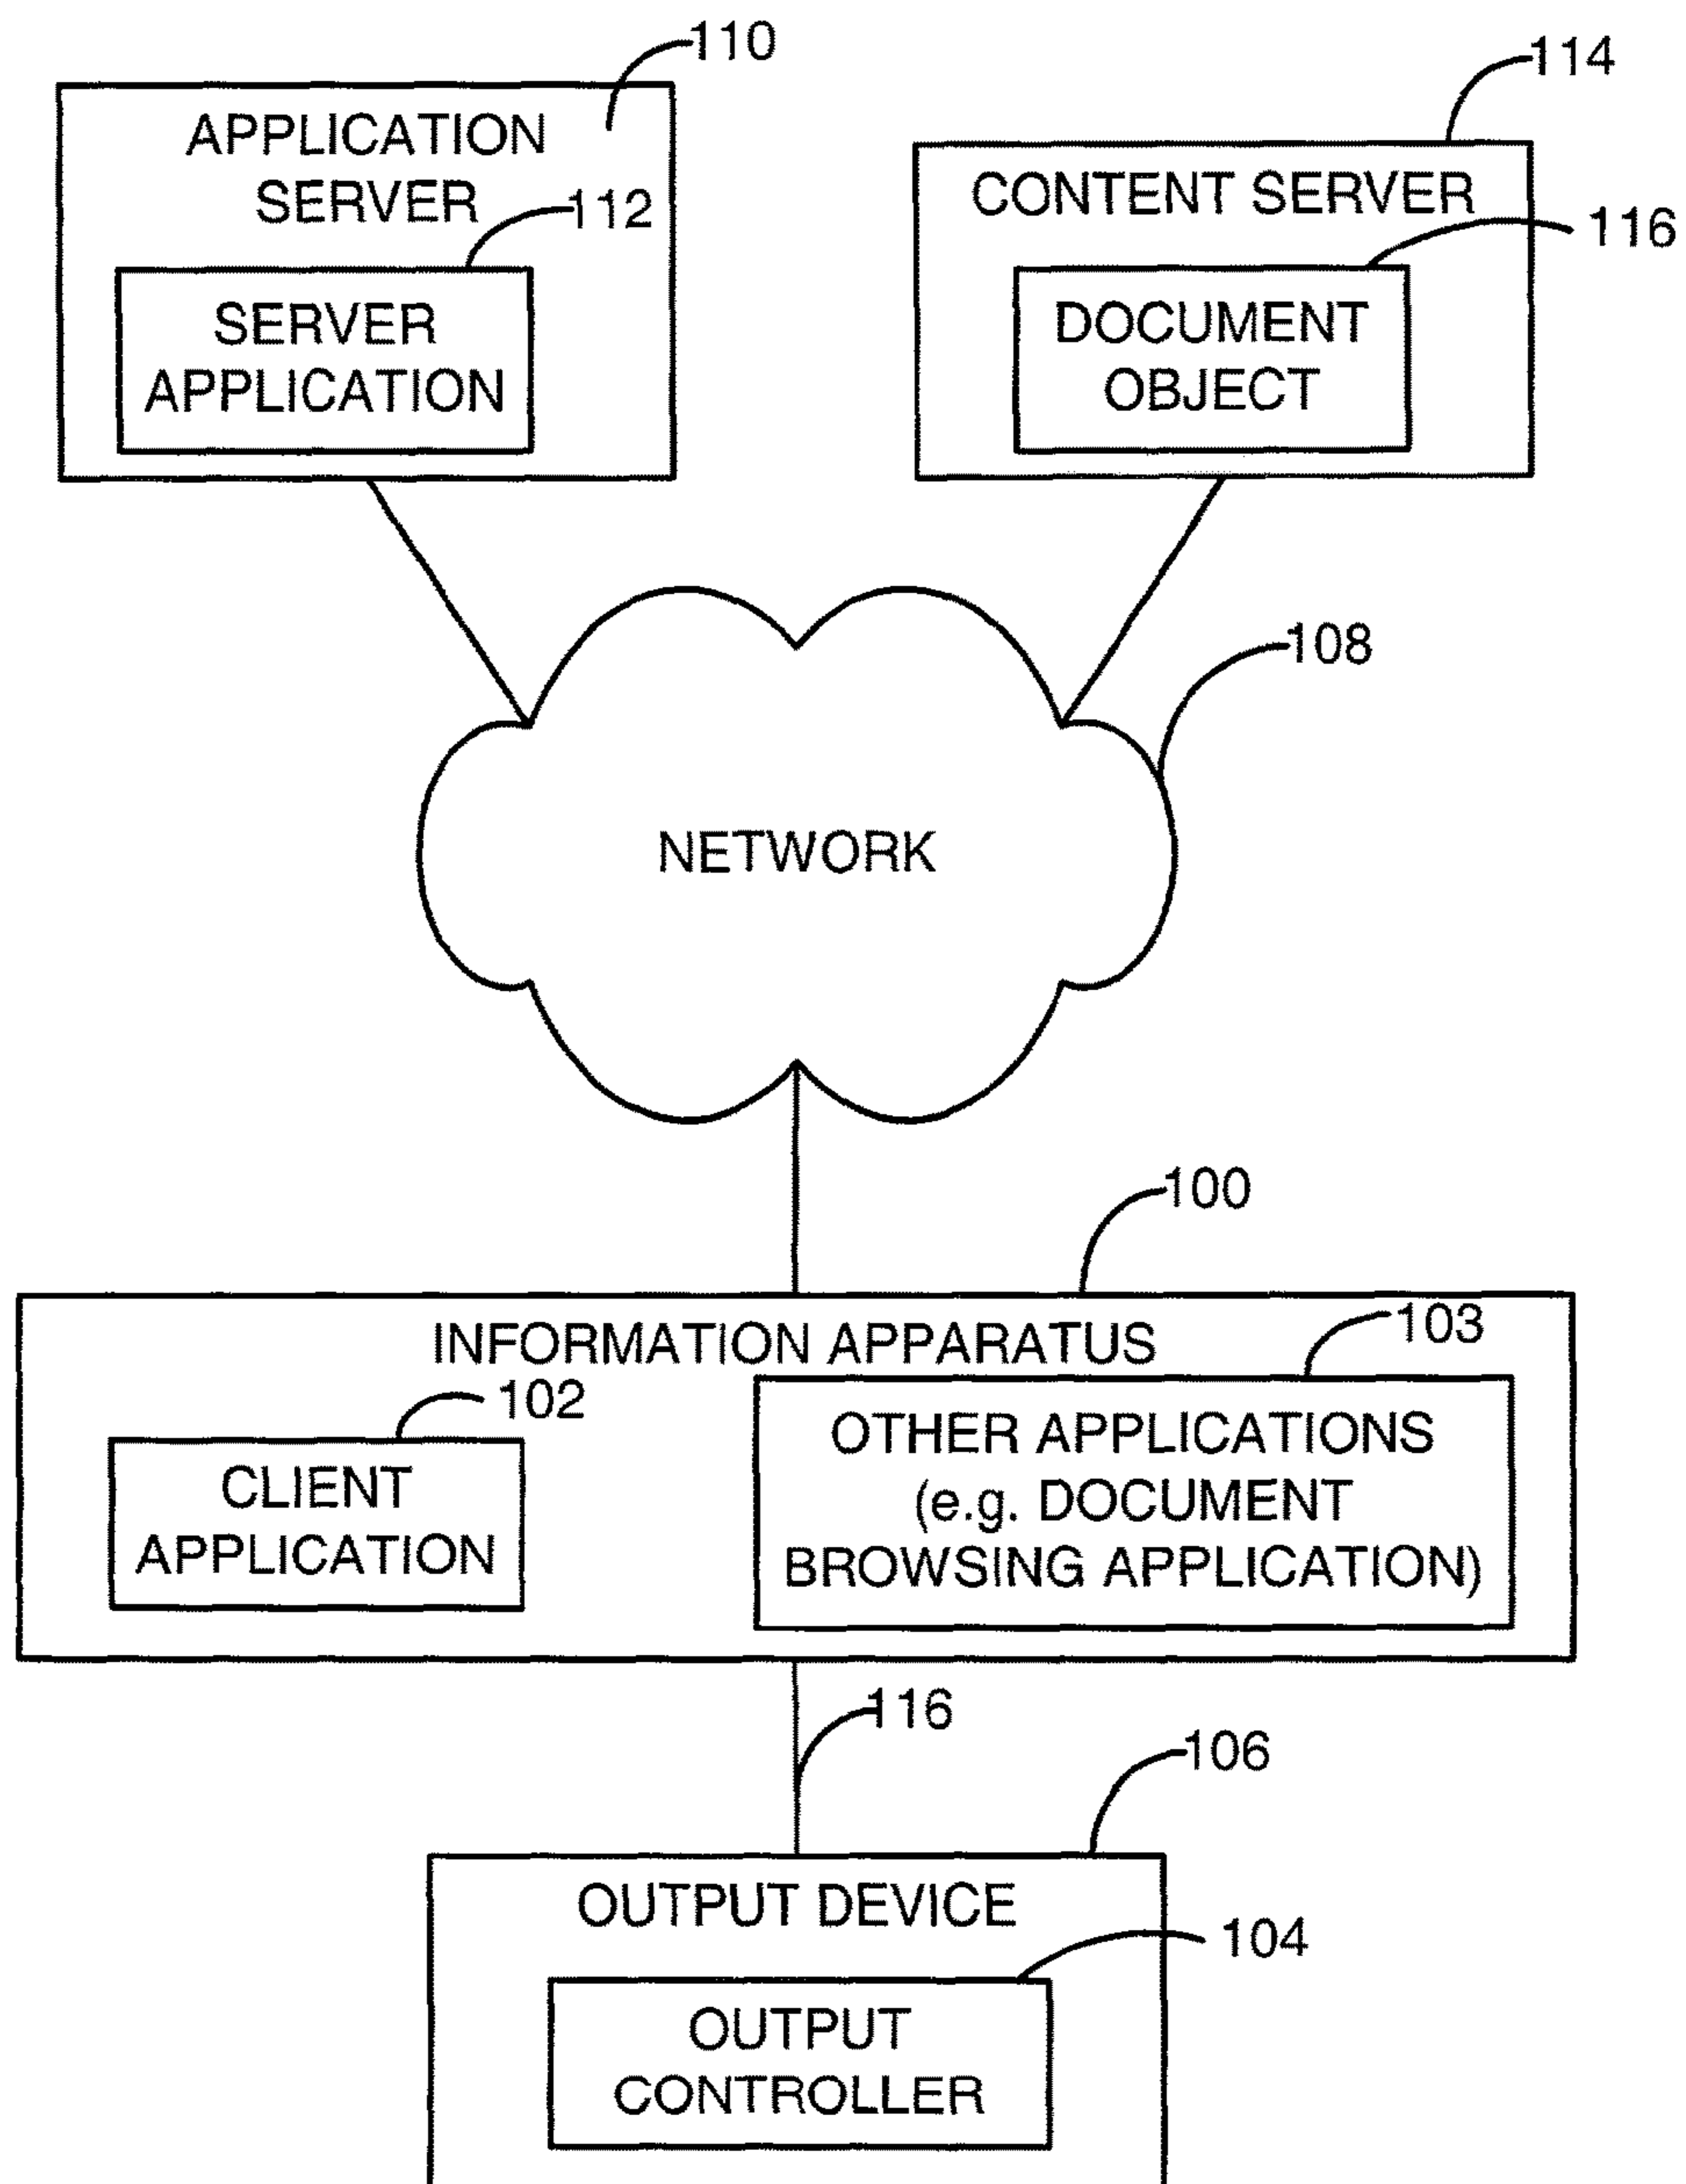 110
APPLICATION
SERVER
112
SERVER
APPLICATION
114
CONTENT SERVER
116
DOCUMENT
OBJECT
108
NETWORK
100
INFORMATION APPARATUS
102
CLIENT
APPLICATION
103
OTHER APPLICATIONS
(e.g. DOCUMENT
BROWSING APPLICATION)
116
106
OUTPUT DEVICE
104
OUTPUT
CONTROLLER